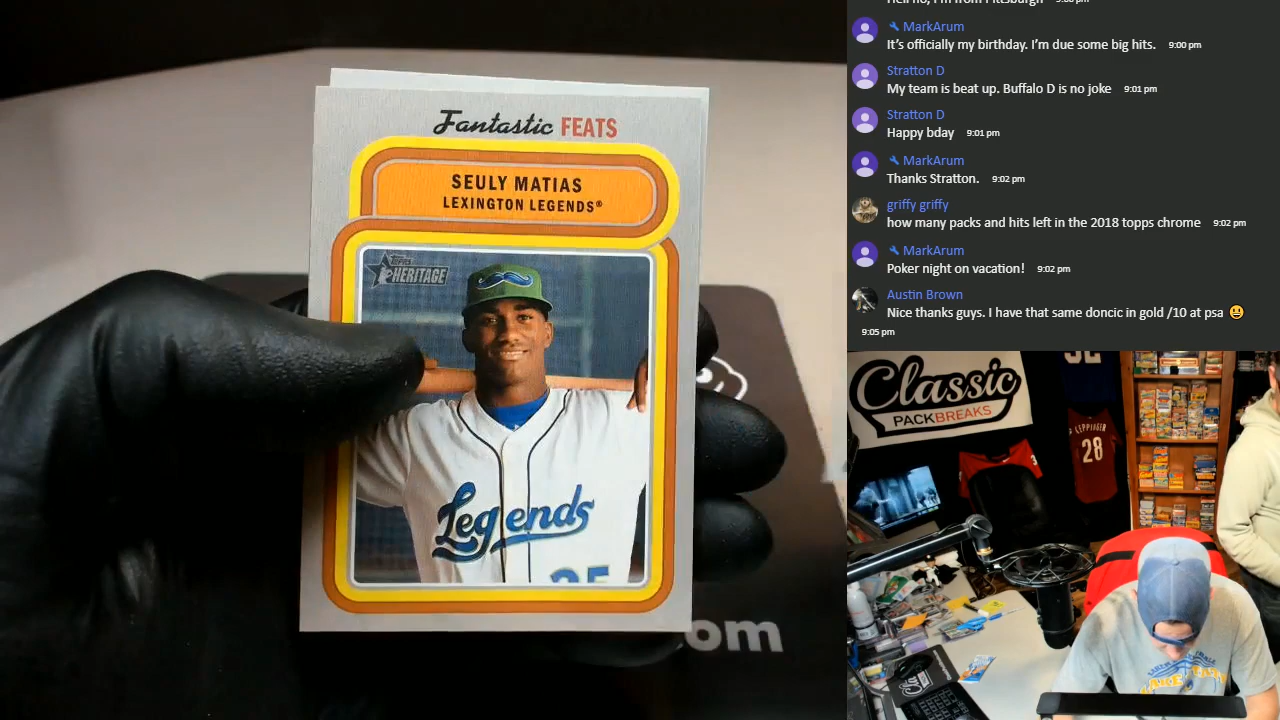 Fantastic FEATS
SEULY MATIAS
LEXINGTON LEGENDS®
TOPPS
HERITAGE
Legends
om
MarkArum
It's officially my birthday. I'm due some big hits. 9:00 pm
Stratton D
My team is beat up. Buffalo D is no joke 9:01 pm
Stratton D
Happy bday 9:01 pm
MarkArum
Thanks Stratton. 9:02 pm
griffy griffy
how many packs and hits left in the 2018 topps chrome 9:02 pm
MarkArum
Poker night on vacation! 9:02 pm
Austin Brown
Nice thanks guys. I have that same doncic in gold /10 at psa 😃
9:05 pm
Classic
PACKBREAKS
LEPPINGER
28